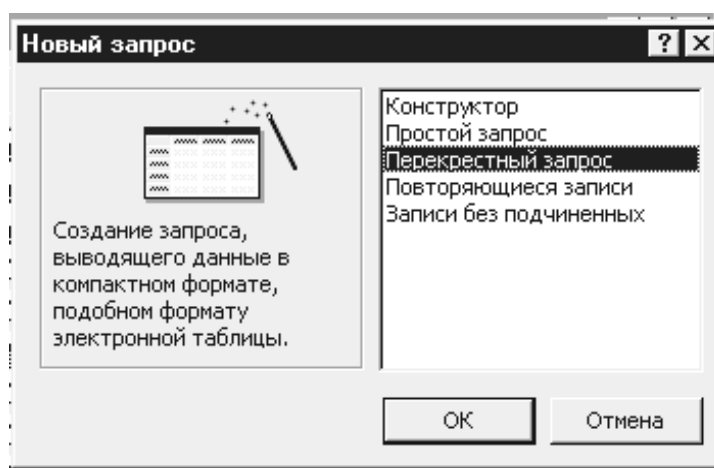 Новый запрос
Создание запроса,
выводящего данные в
компактном формате,
подобном формату
электронной таблицы.
Конструктор
Простой запрос
Перекрестный запрос
Повторяющиеся записи
Записи без подчиненных
ОК
Отмена